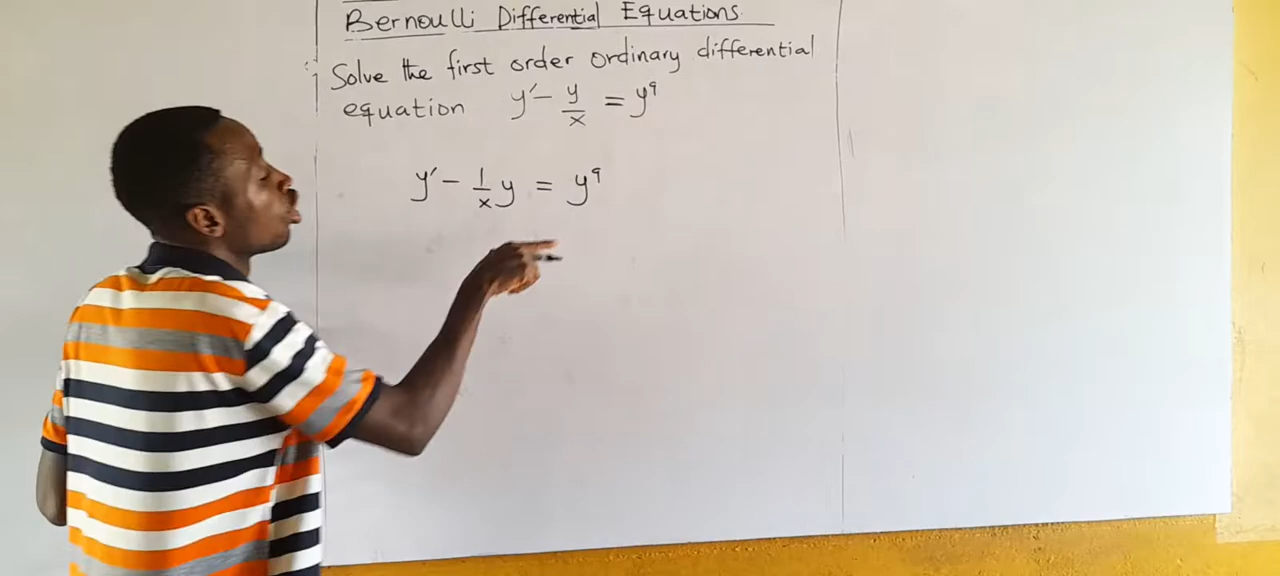 Bernoulli Differential Equations
Solve the first order ordinary differential
equation y′ − y/x = y⁹
y′ − 1/x y = y⁹